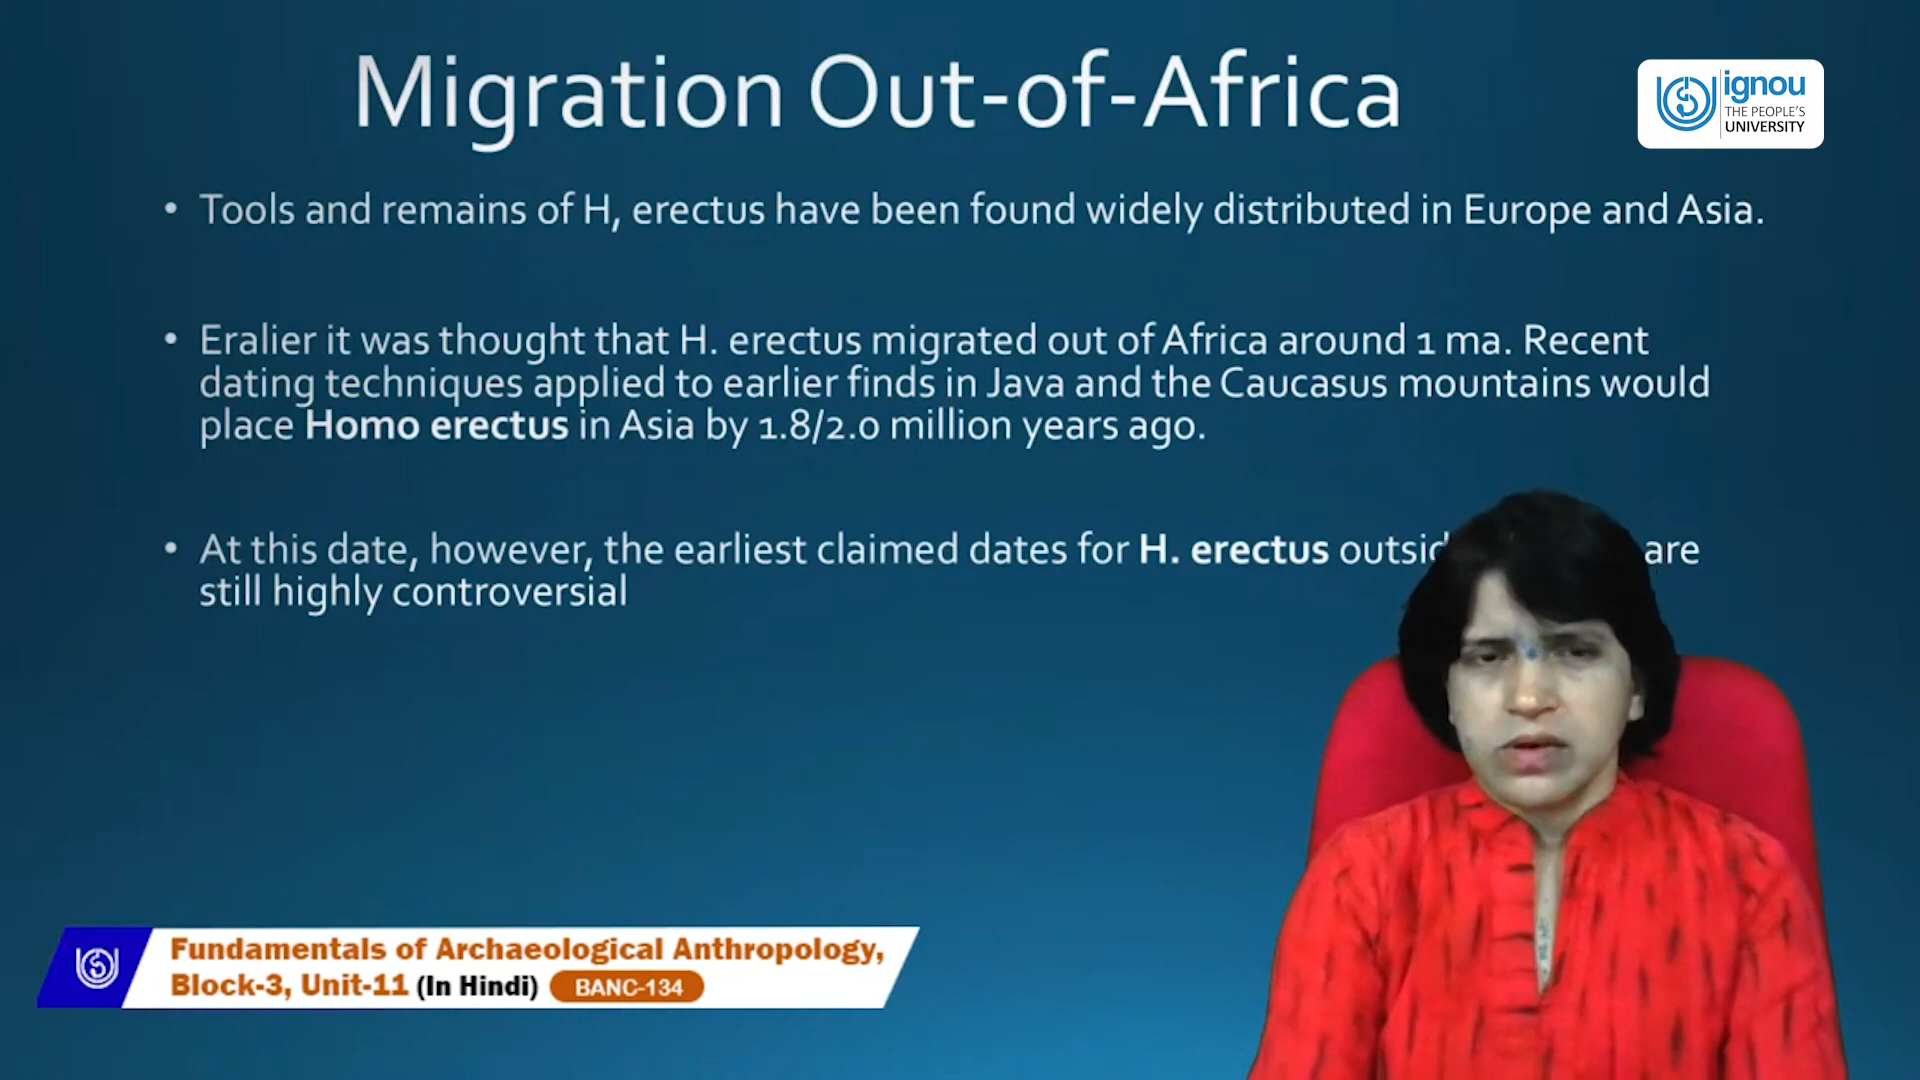 Migration Out-of-Africa
ignou
THE PEOPLE'S
UNIVERSITY
• Tools and remains of H, erectus have been found widely distributed in Europe and Asia.
• Eralier it was thought that H. erectus migrated out of Africa around 1 ma. Recent
dating techniques applied to earlier finds in Java and the Caucasus mountains would
place Homo erectus in Asia by 1.8/2.0 million years ago.
• At this date, however, the earliest claimed dates for H. erectus are
still highly controversial
Fundamentals of Archaeological Anthropology,
Block-3, Unit-11 (In Hindi) BANC-134